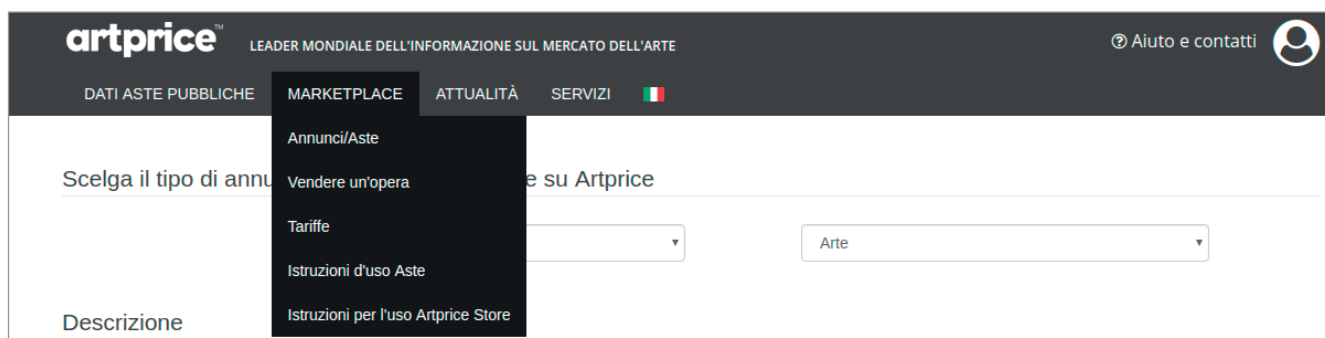 artprice™ LEADER MONDIALE DELL'INFORMAZIONE SUL MERCATO DELL'ARTE
Aiuto e contatti
DATI ASTE PUBBLICHE MARKETPLACE ATTUALITÀ SERVIZI
Annunci/Aste
Scelga il tipo di annu e su Artprice
Vendere un'opera
Tariffe
Arte
Istruzioni d'uso Aste
Istruzioni per l'uso Artprice Store
Descrizione